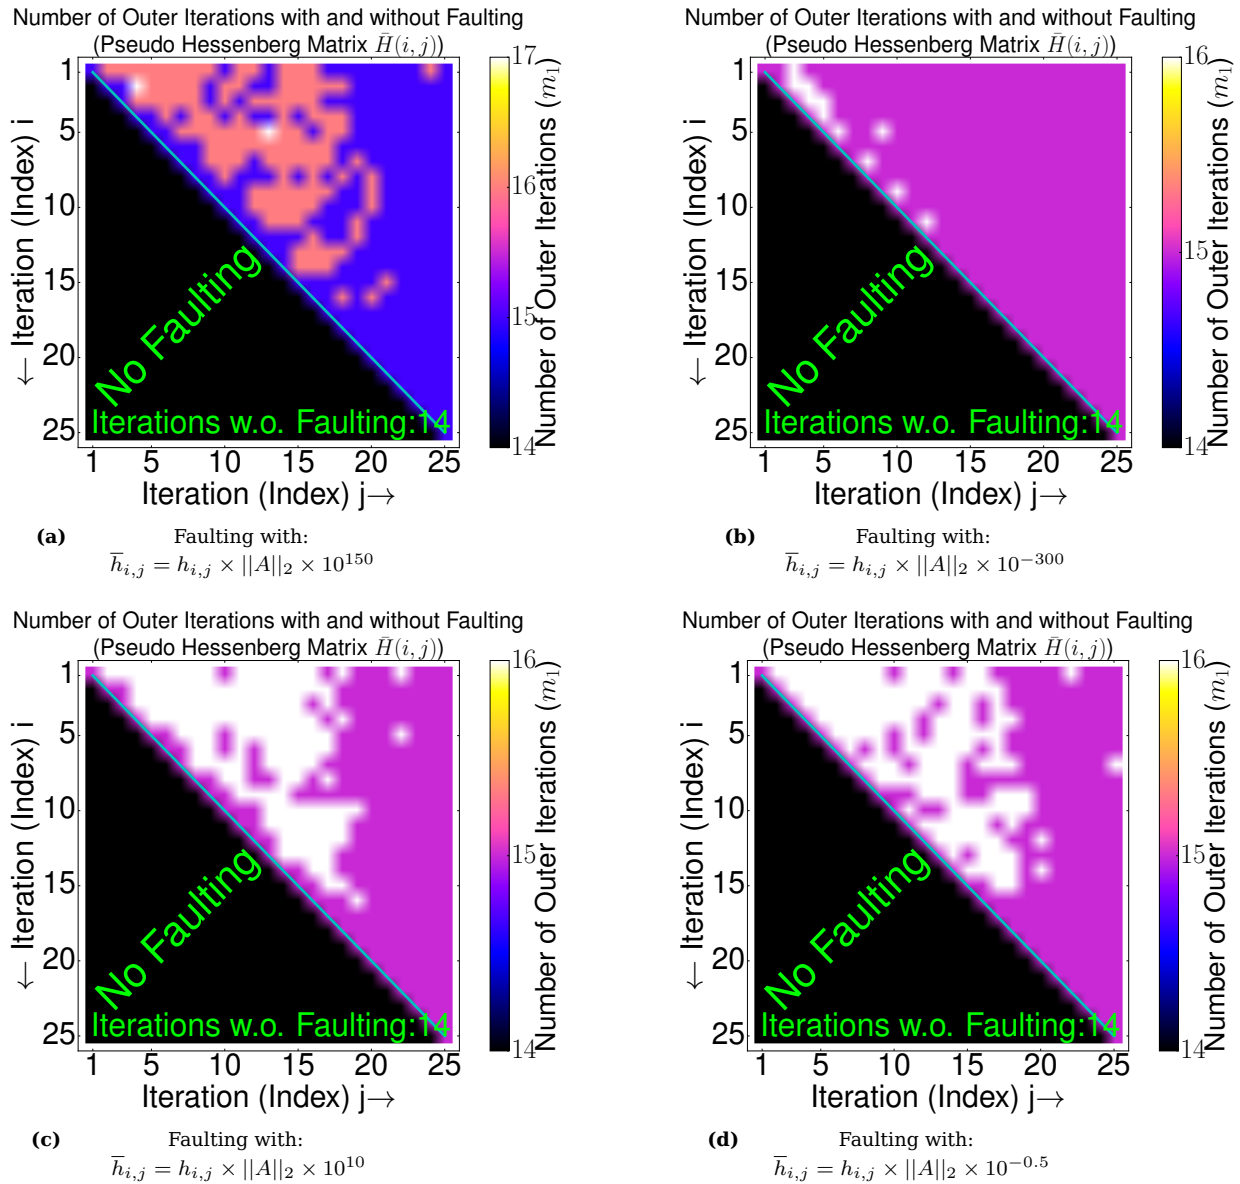 Number of Outer Iterations with and without Faulting
(Pseudo Hessenberg Matrix H̄(i, j))
← Iteration (Index) i
1
5
10
15
20
25
No Faulting
Iterations w.o. Faulting:14
1 5 10 15 20 25
Iteration (Index) j→
17
16
15
14
Number of Outer Iterations (m₁)
(a) Faulting with:
h̄ᵢ,ⱼ = hᵢ,ⱼ × ||A||₂ × 10¹⁵⁰
Number of Outer Iterations with and without Faulting
(Pseudo Hessenberg Matrix H̄(i, j))
← Iteration (Index) i
1
5
10
15
20
25
No Faulting
Iterations w.o. Faulting:14
1 5 10 15 20 25
Iteration (Index) j→
16
15
14
Number of Outer Iterations (m₁)
(b) Faulting with:
h̄ᵢ,ⱼ = hᵢ,ⱼ × ||A||₂ × 10⁻³⁰⁰
Number of Outer Iterations with and without Faulting
(Pseudo Hessenberg Matrix H̄(i, j))
← Iteration (Index) i
1
5
10
15
20
25
No Faulting
Iterations w.o. Faulting:14
1 5 10 15 20 25
Iteration (Index) j→
16
15
14
Number of Outer Iterations (m₁)
(c) Faulting with:
h̄ᵢ,ⱼ = hᵢ,ⱼ × ||A||₂ × 10¹⁰
Number of Outer Iterations with and without Faulting
(Pseudo Hessenberg Matrix H̄(i, j))
← Iteration (Index) i
1
5
10
15
20
25
No Faulting
Iterations w.o. Faulting:14
1 5 10 15 20 25
Iteration (Index) j→
16
15
14
Number of Outer Iterations (m₁)
(d) Faulting with:
h̄ᵢ,ⱼ = hᵢ,ⱼ × ||A||₂ × 10⁻⁰·⁵